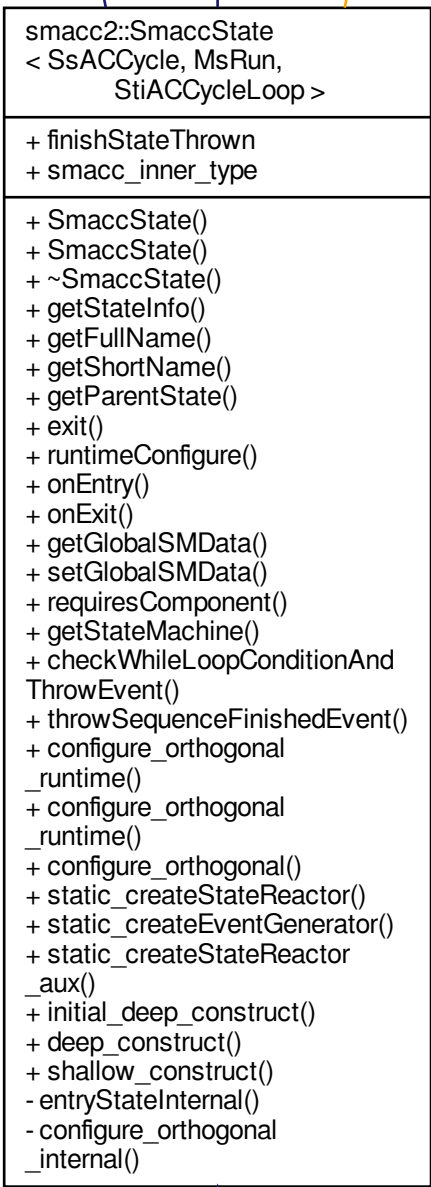 smacc2::SmaccState
< SsACCycle, MsRun,
StiACCycleLoop >
+ finishStateThrown
+ smacc_inner_type
+ SmaccState()
+ SmaccState()
+ ~SmaccState()
+ getStateInfo()
+ getFullName()
+ getShortName()
+ getParentState()
+ exit()
+ runtimeConfigure()
+ onEntry()
+ onExit()
+ getGlobalSMData()
+ setGlobalSMData()
+ requiresComponent()
+ getStateMachine()
+ checkWhileLoopConditionAnd
ThrowEvent()
+ throwSequenceFinishedEvent()
+ configure_orthogonal
_runtime()
+ configure_orthogonal
_runtime()
+ configure_orthogonal()
+ static_createStateReactor()
+ static_createEventGenerator()
+ static_createStateReactor
_aux()
+ initial_deep_construct()
+ deep_construct()
+ shallow_construct()
- entryStateInternal()
- configure_orthogonal
_internal()